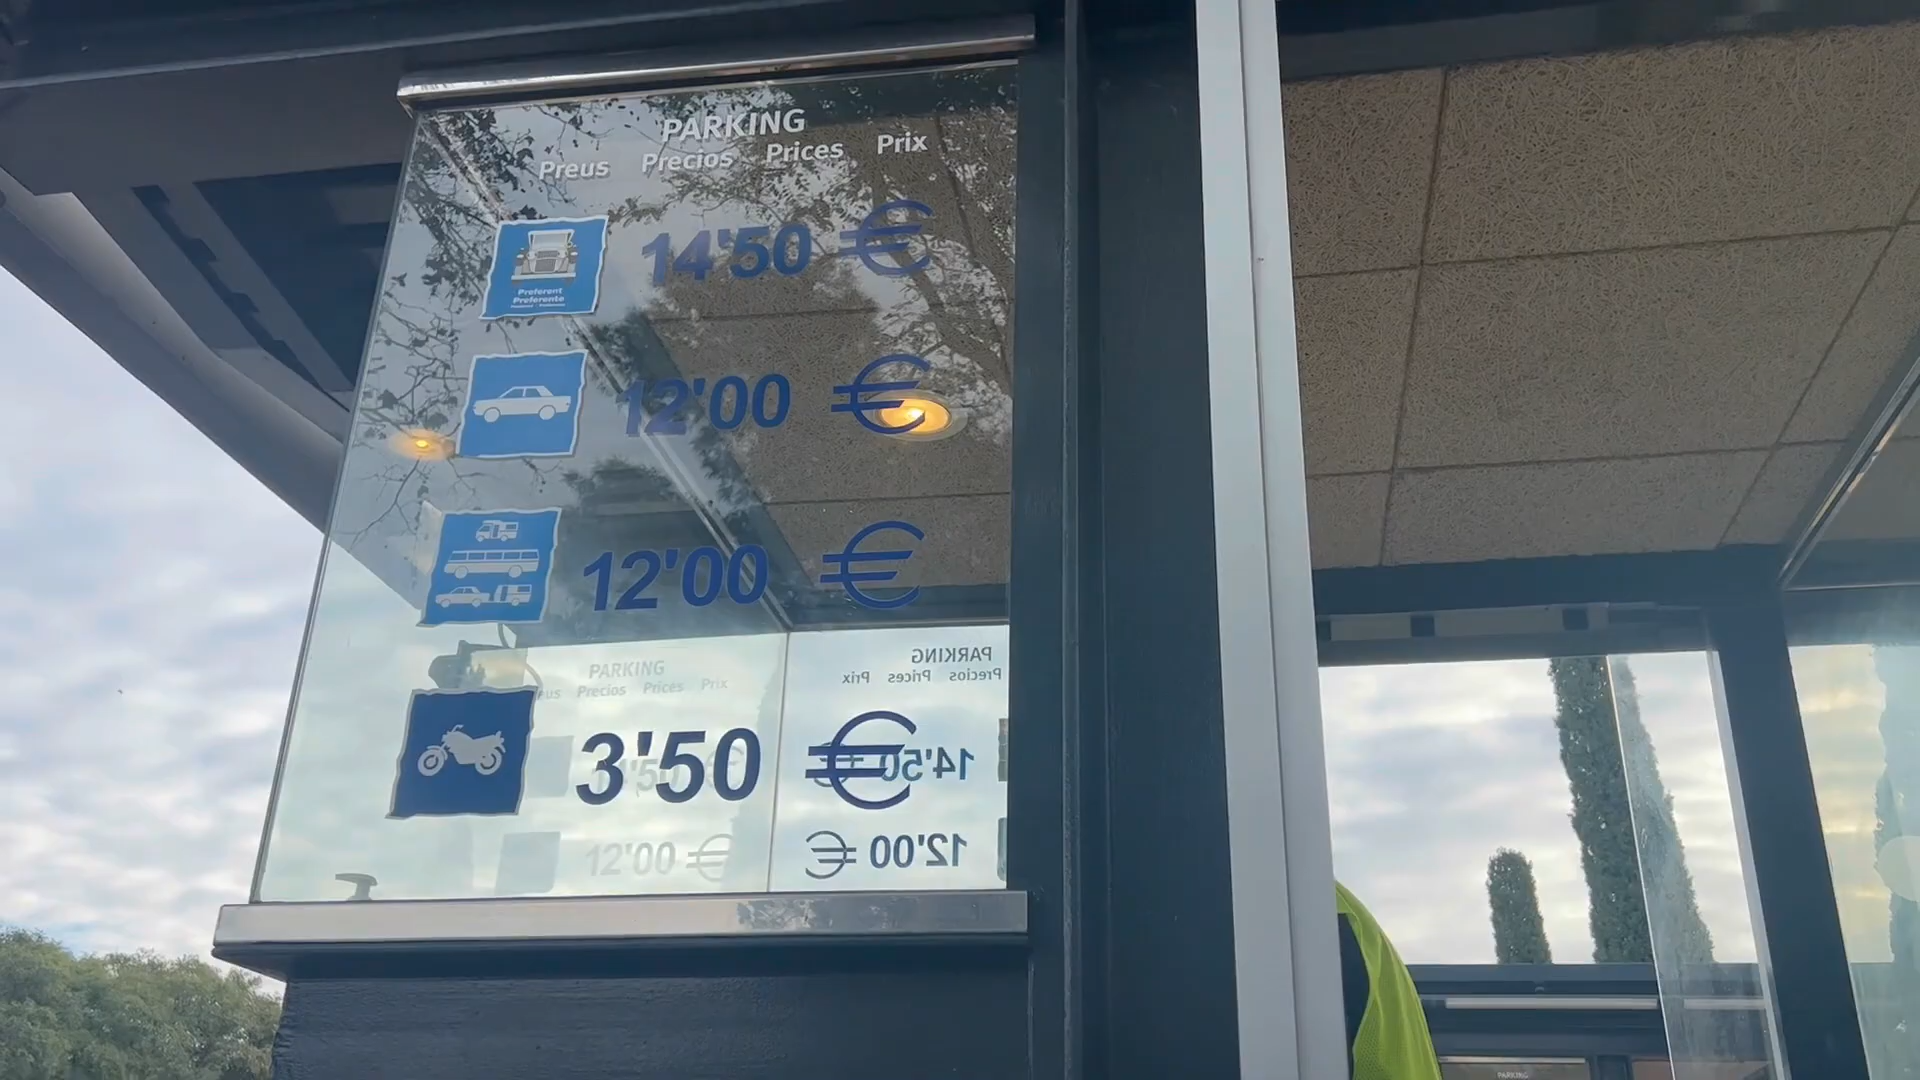 PARKING
Preus Precios Prices Prix
Preferent
Preferente
14'50 €
12'00 €
12'00 €
3'50 €
PARKING
Precios Prices Prix
14'50
12'00 €
PARKING
Precios Prices Prix
12'00 €
PARKING